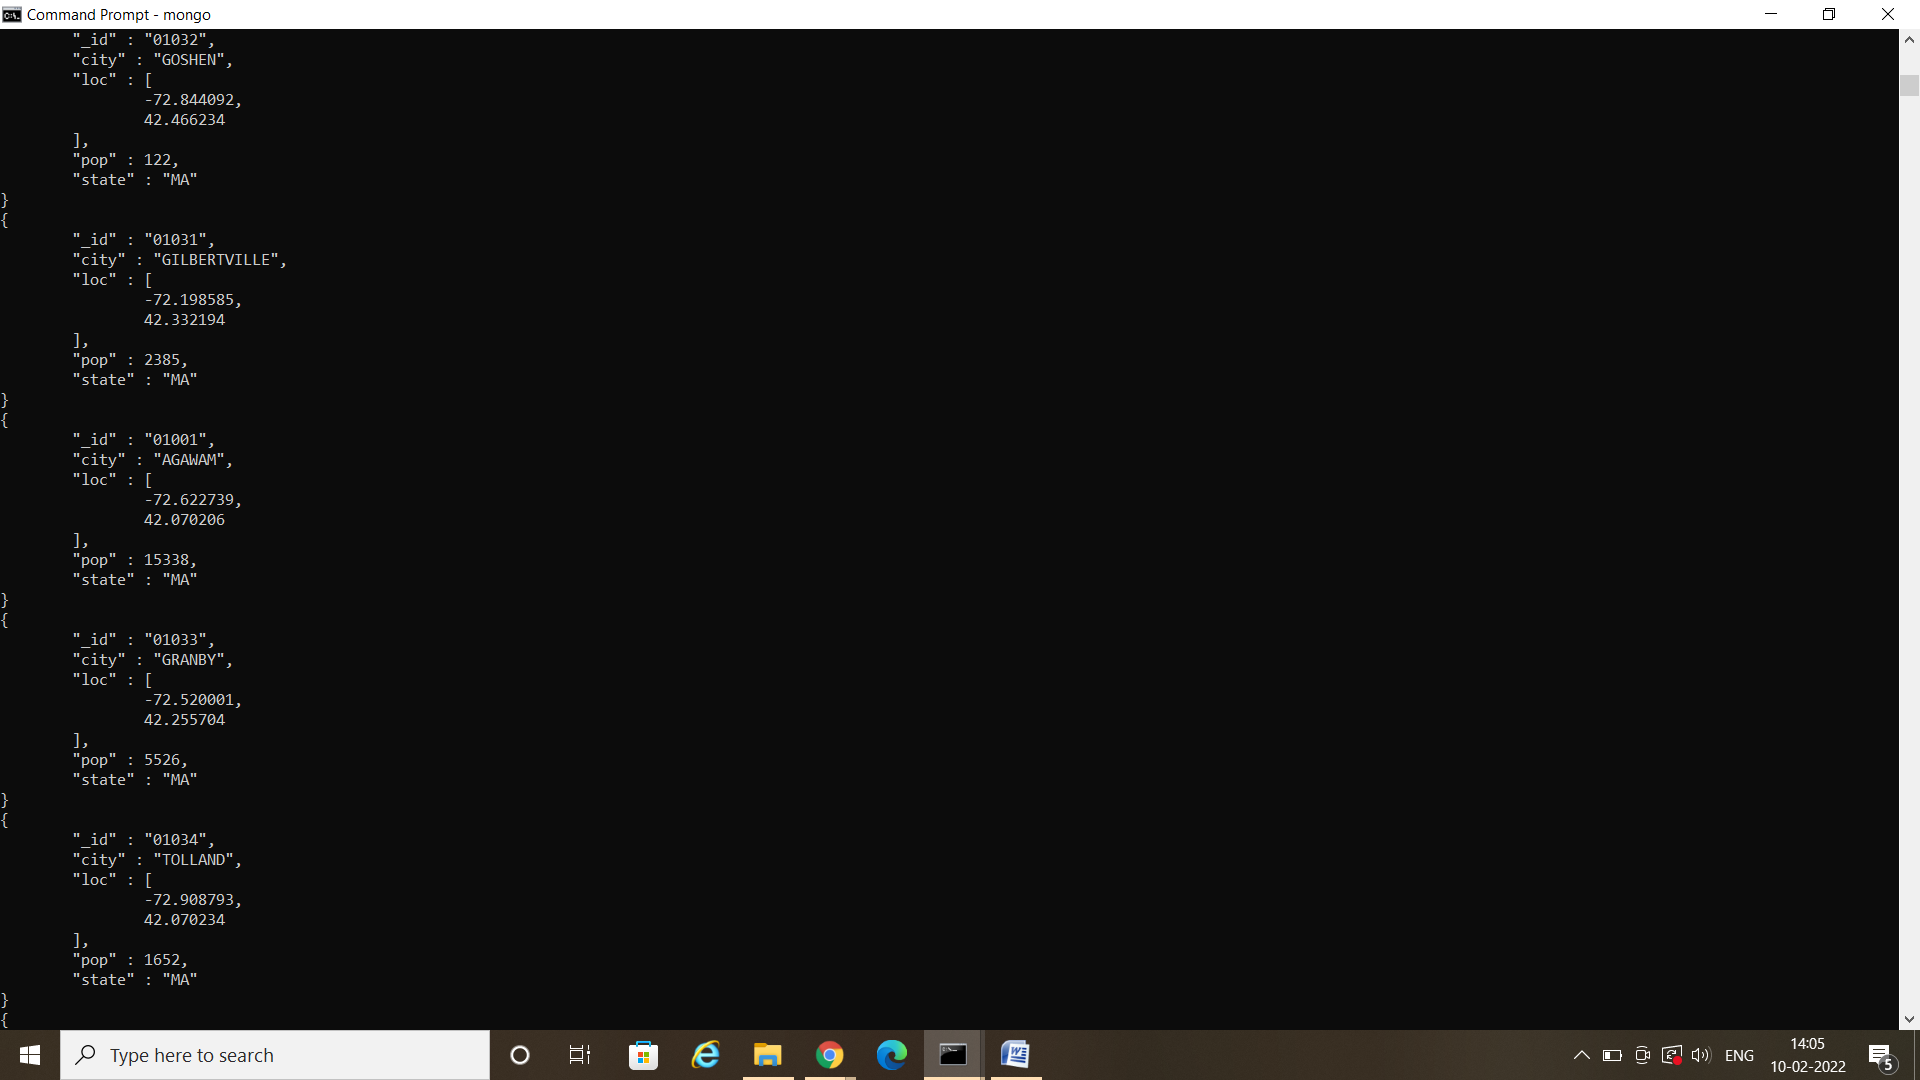 Command Prompt - mongo
"_id" : "01032",
"city" : "GOSHEN",
"loc" : [
-72.844092,
42.466234
],
"pop" : 122,
"state" : "MA"
}
{
"_id" : "01031",
"city" : "GILBERTVILLE",
"loc" : [
-72.198585,
42.332194
],
"pop" : 2385,
"state" : "MA"
}
{
"_id" : "01001",
"city" : "AGAWAM",
"loc" : [
-72.622739,
42.070206
],
"pop" : 15338,
"state" : "MA"
}
{
"_id" : "01033",
"city" : "GRANBY",
"loc" : [
-72.520001,
42.255704
],
"pop" : 5526,
"state" : "MA"
}
{
"_id" : "01034",
"city" : "TOLLAND",
"loc" : [
-72.908793,
42.070234
],
"pop" : 1652,
"state" : "MA"
}
{
Type here to search
ENG
14:05
10-02-2022
5